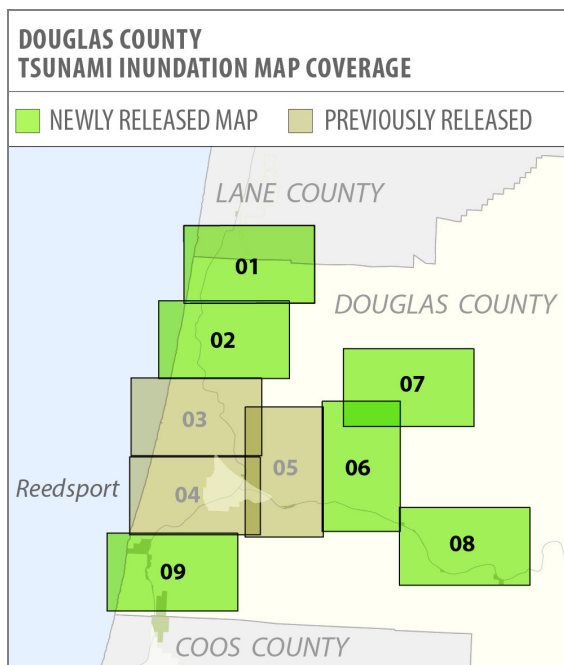 DOUGLAS COUNTY
TSUNAMI INUNDATION MAP COVERAGE
NEWLY RELEASED MAP
PREVIOUSLY RELEASED
LANE COUNTY
01
DOUGLAS COUNTY
02
07
03
05
06
Reedsport
04
08
09
COOS COUNTY